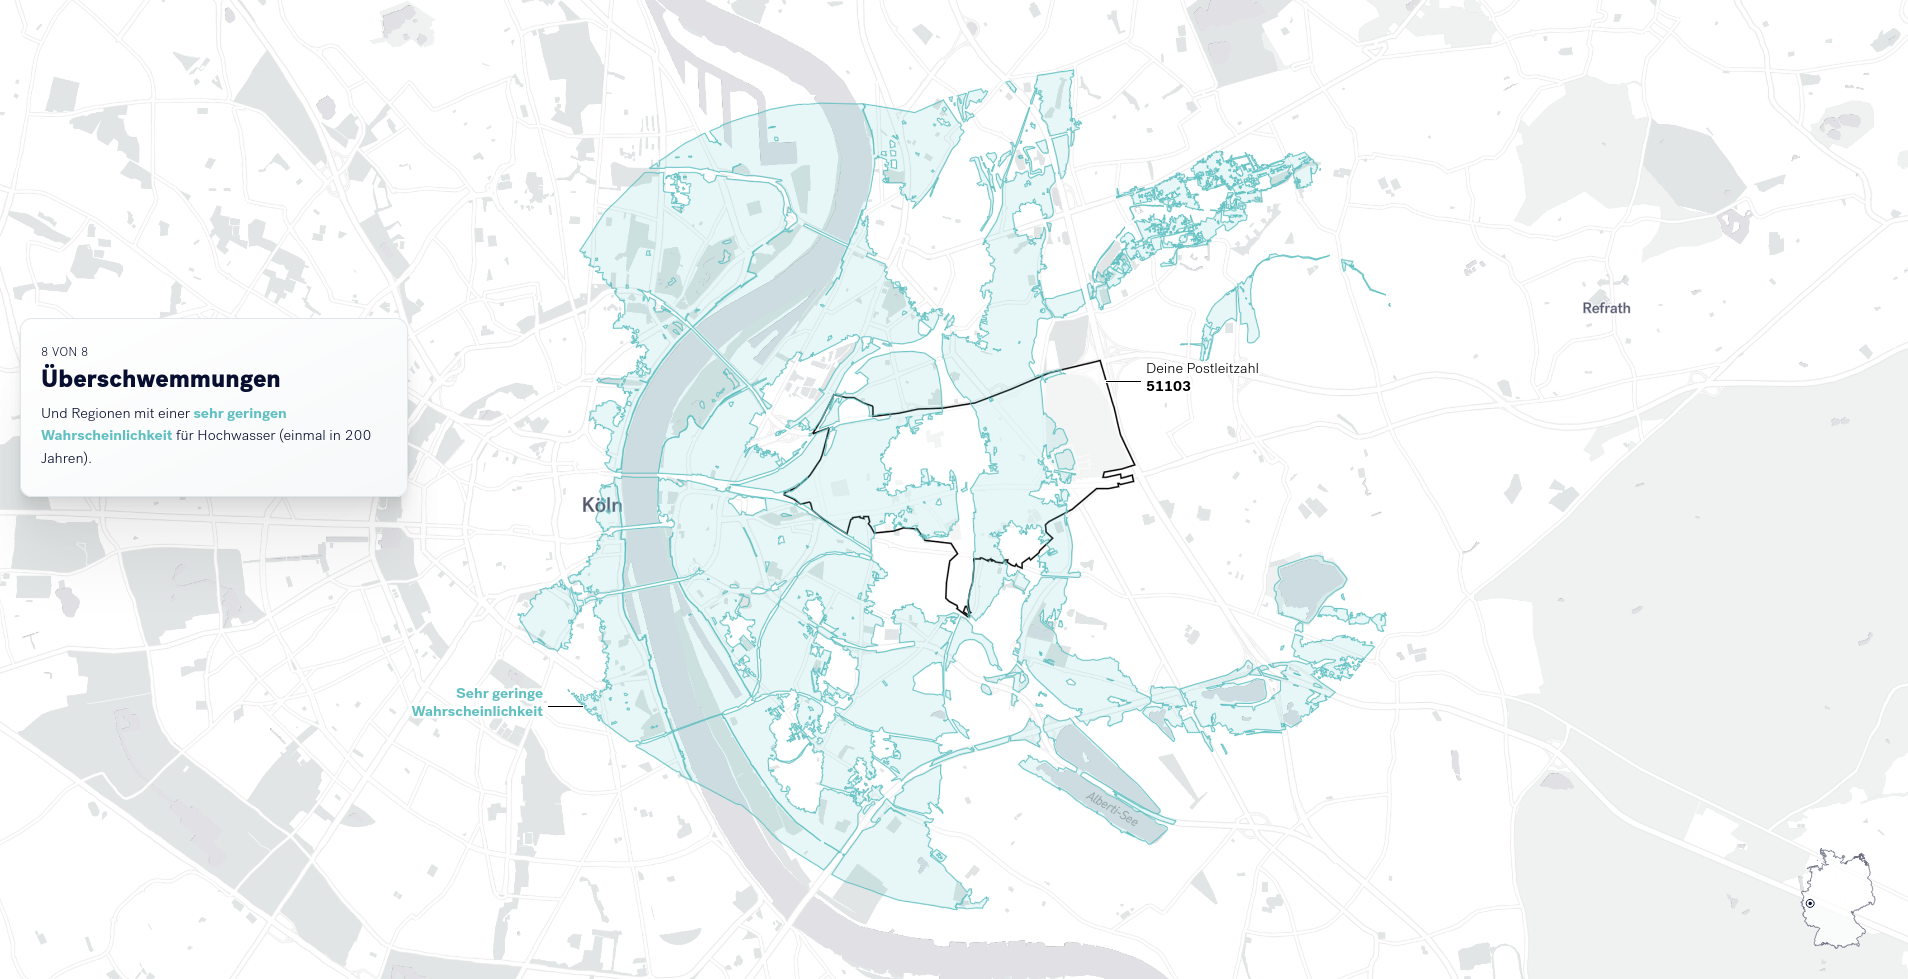 8 VON 8
Überschwemmungen
Und Regionen mit einer sehr geringen
Wahrscheinlichkeit für Hochwasser (einmal in 200
Jahren).
Refrath
Deine Postleitzahl
51103
Köln
Sehr geringe
Wahrscheinlichkeit
Alberti-See